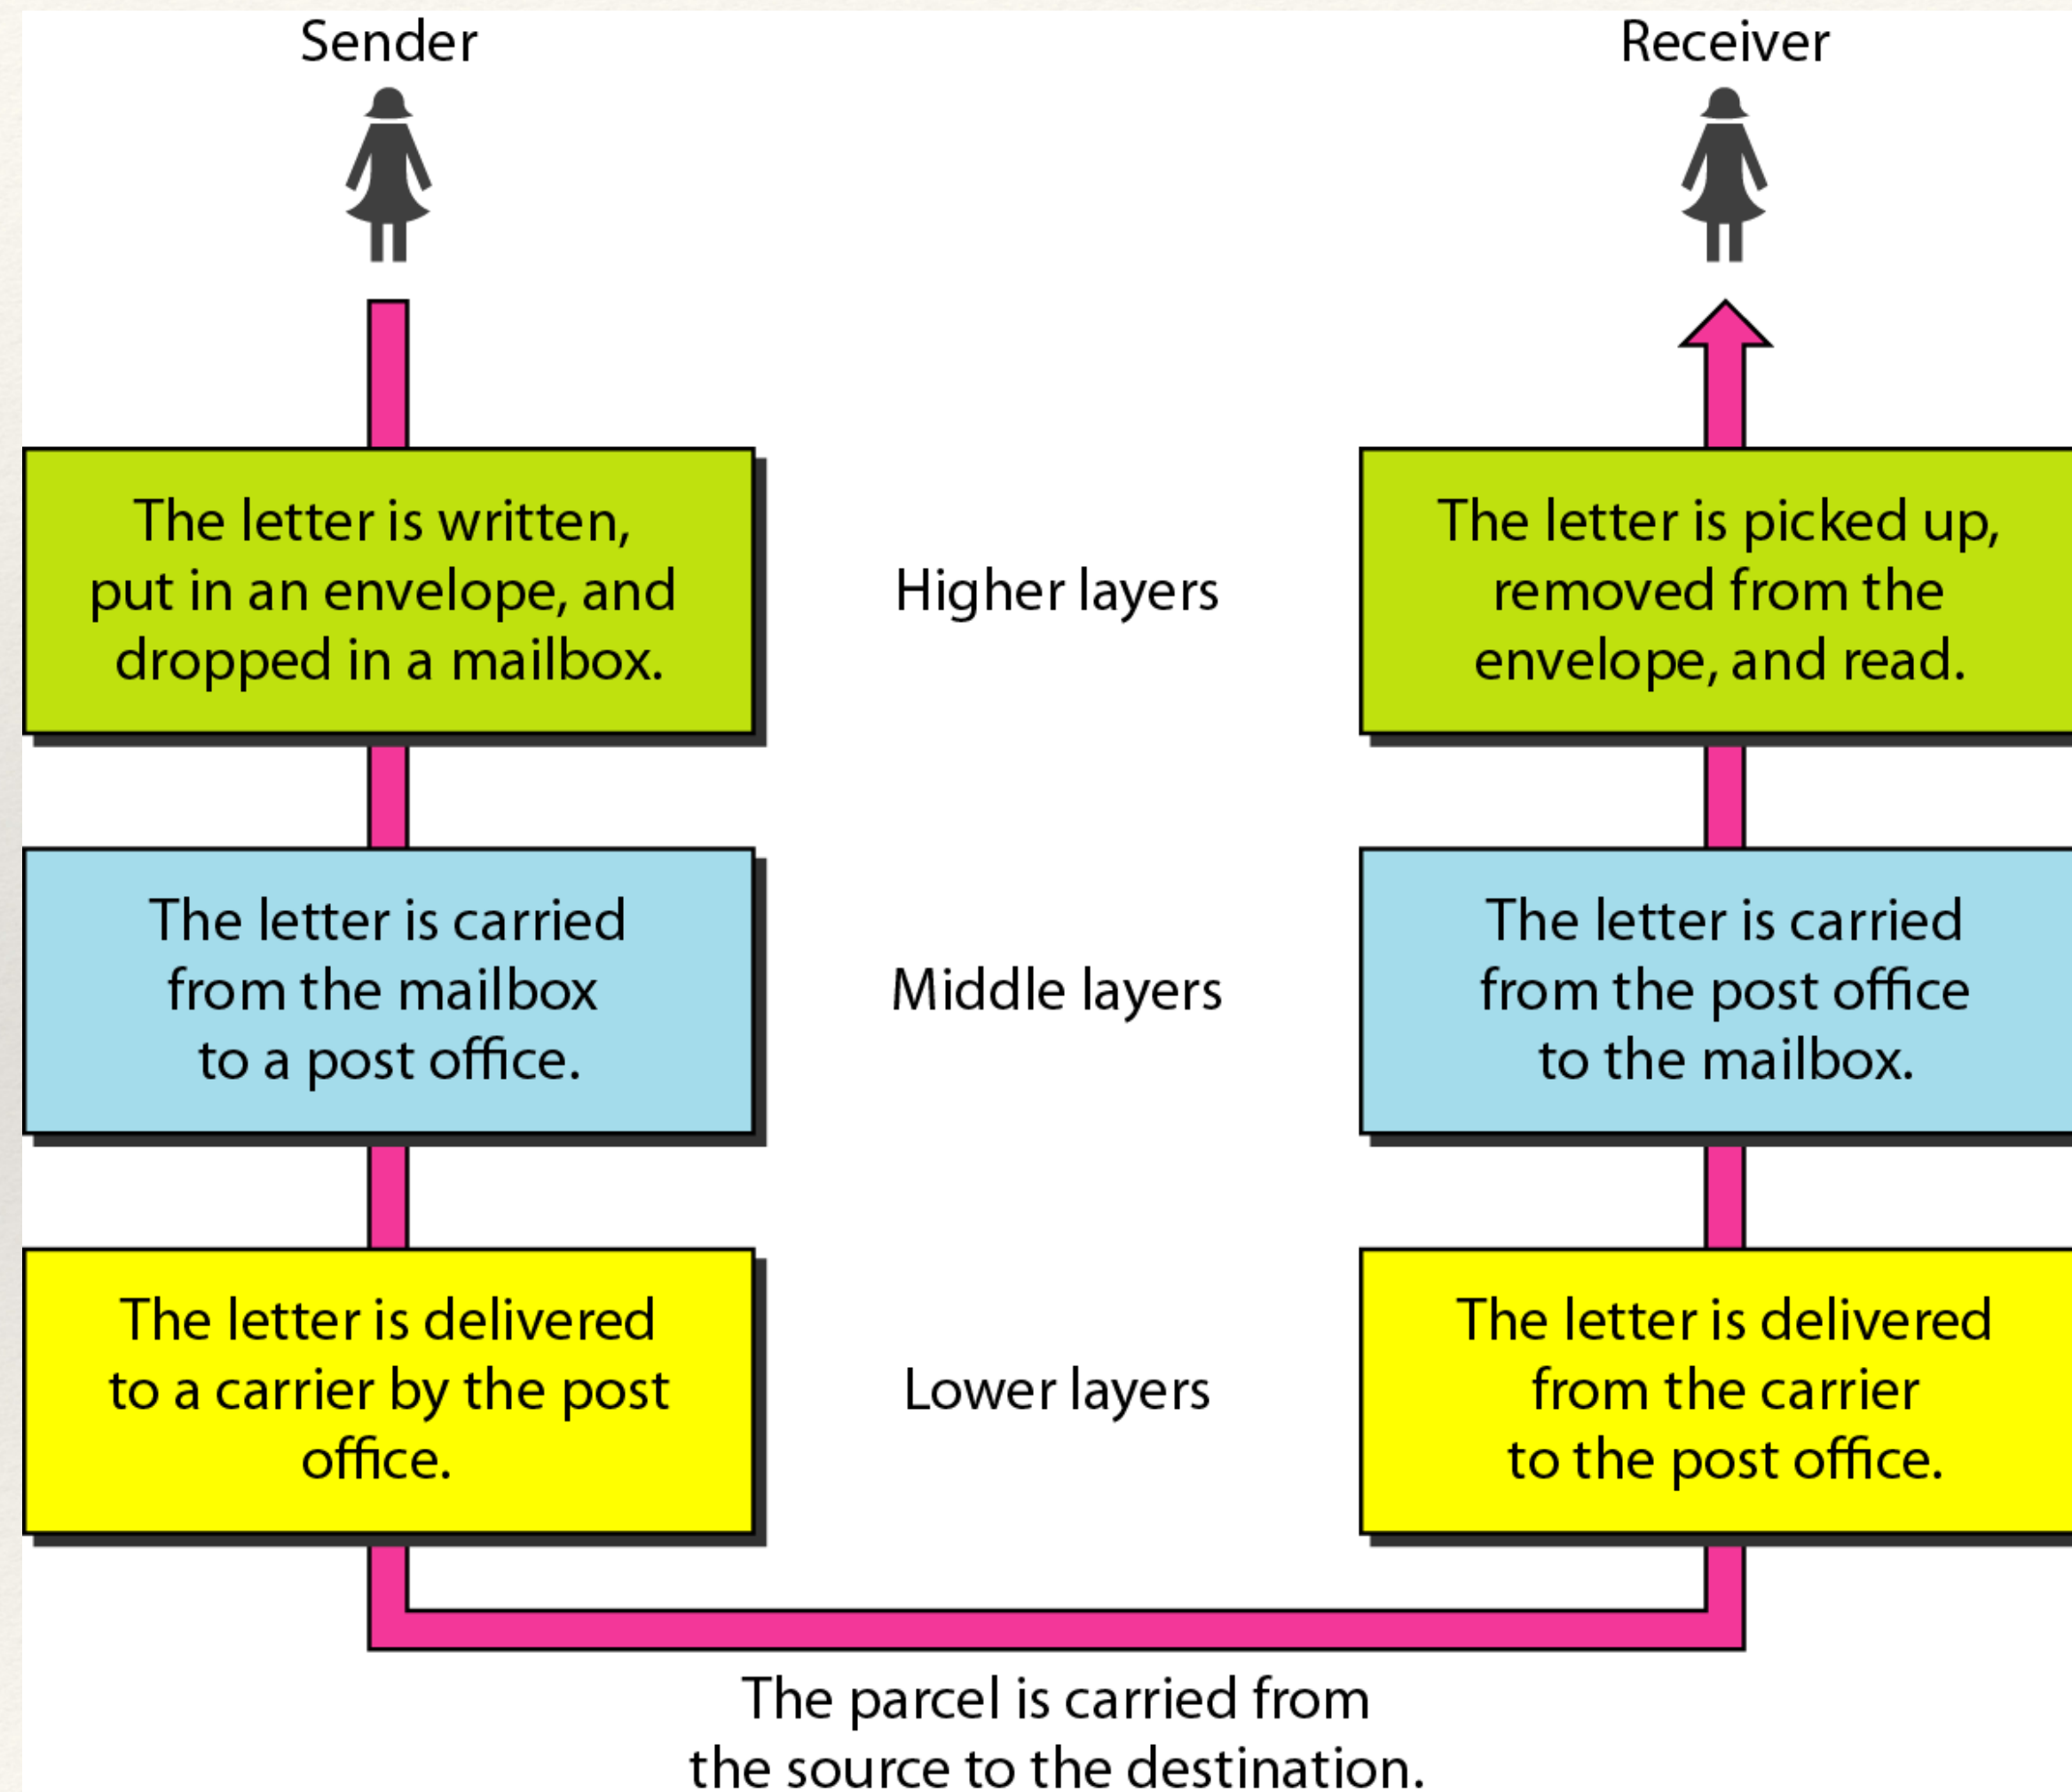 Sender
Receiver
The letter is written,
put in an envelope, and
dropped in a mailbox.
Higher layers
The letter is picked up,
removed from the
envelope, and read.
The letter is carried
from the mailbox
to a post office.
Middle layers
The letter is carried
from the post office
to the mailbox.
The letter is delivered
to a carrier by the post
office.
Lower layers
The letter is delivered
from the carrier
to the post office.
The parcel is carried from
the source to the destination.